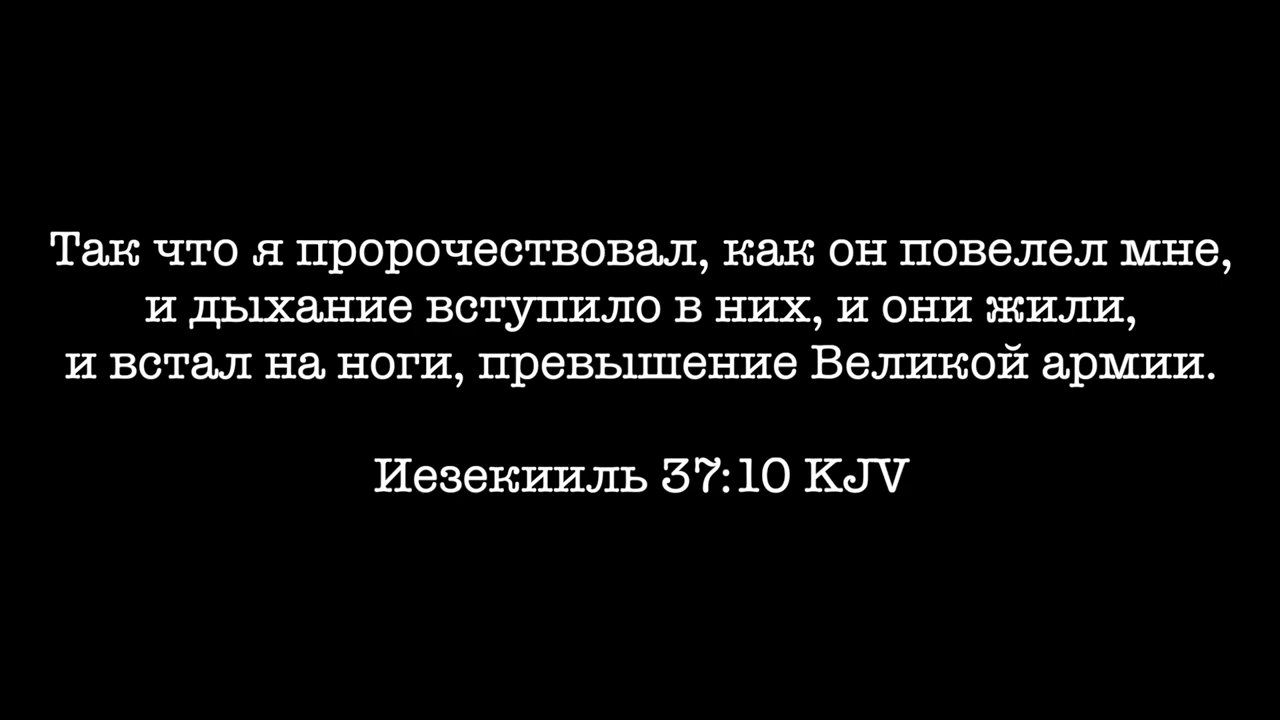 Так что я пророчествовал, как он повелел мне,
и дыхание вступило в них, и они жили,
и встал на ноги, превышение Великой армии.
Иезекииль 37:10 KJV